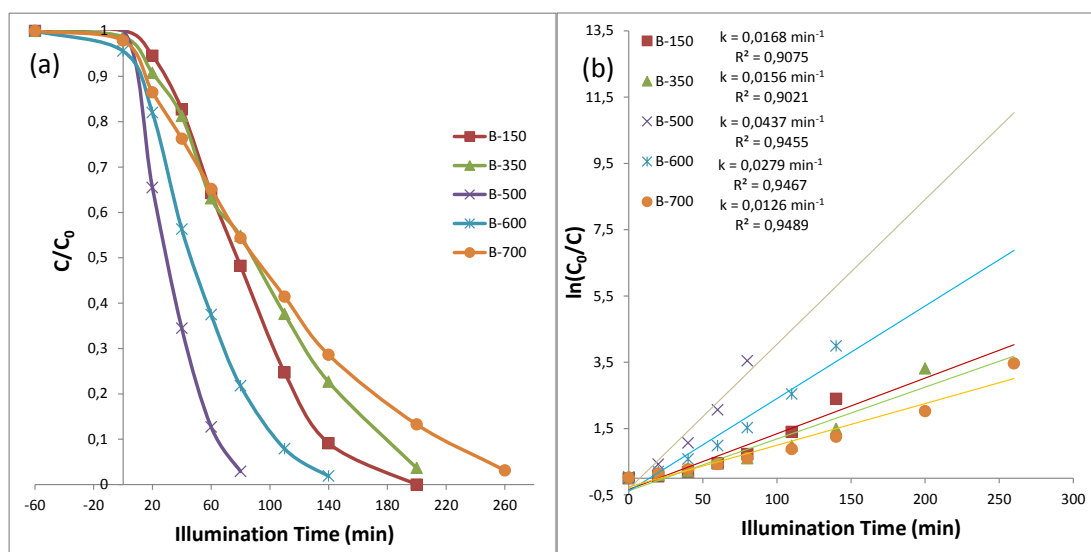 (a)
C/C₀
1
0,9
0,8
0,7
0,6
0,5
0,4
0,3
0,2
0,1
0
-60 -20 20 60 100 140 180 220 260
Illumination Time (min)
B-150
B-350
B-500
B-600
B-700
(b)
ln(C₀/C)
13,5
11,5
9,5
7,5
5,5
3,5
1,5
-0,5
0 50 100 150 200 250 300
Illumination Time (min)
B-150
B-350
B-500
B-600
B-700
k = 0,0168 min⁻¹
R² = 0,9075
k = 0,0156 min⁻¹
R² = 0,9021
k = 0,0437 min⁻¹
R² = 0,9455
k = 0,0279 min⁻¹
R² = 0,9467
k = 0,0126 min⁻¹
R² = 0,9489